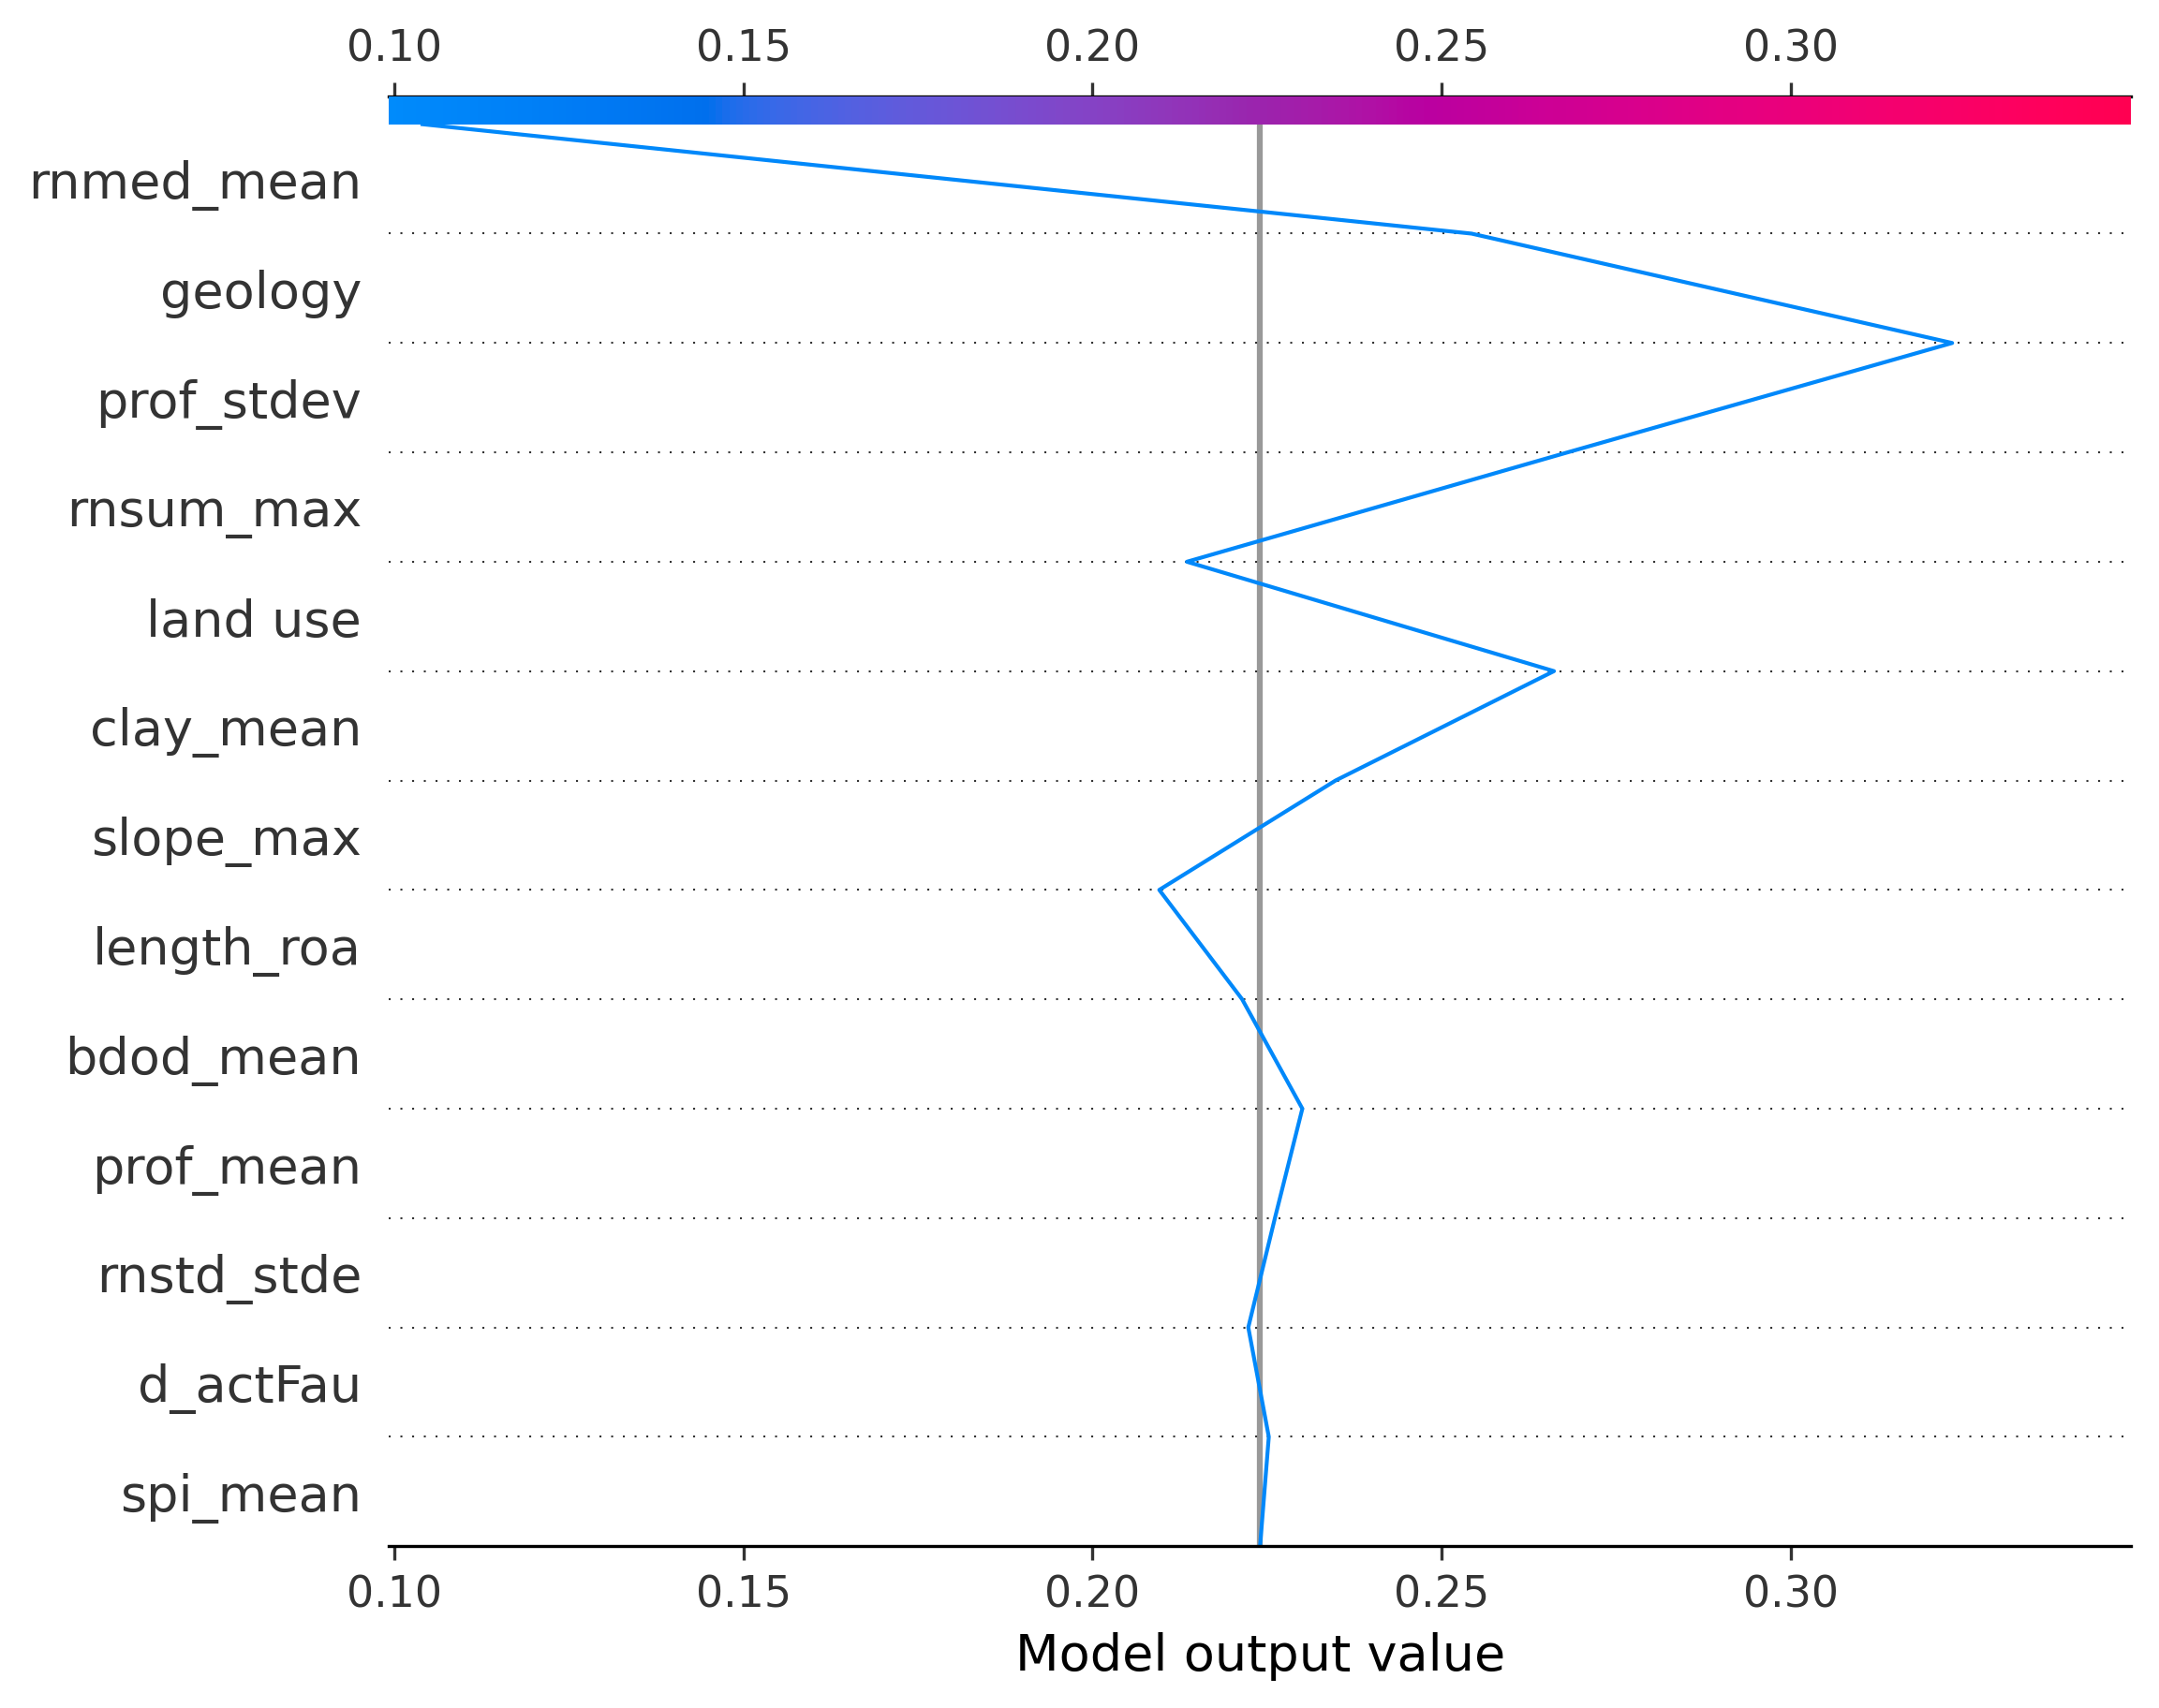 0.10 0.15 0.20 0.25 0.30
rnmed_mean
geology
prof_stdev
rnsum_max
land use
clay_mean
slope_max
length_roa
bdod_mean
prof_mean
rnstd_stde
d_actFau
spi_mean
0.10 0.15 0.20 0.25 0.30
Model output value